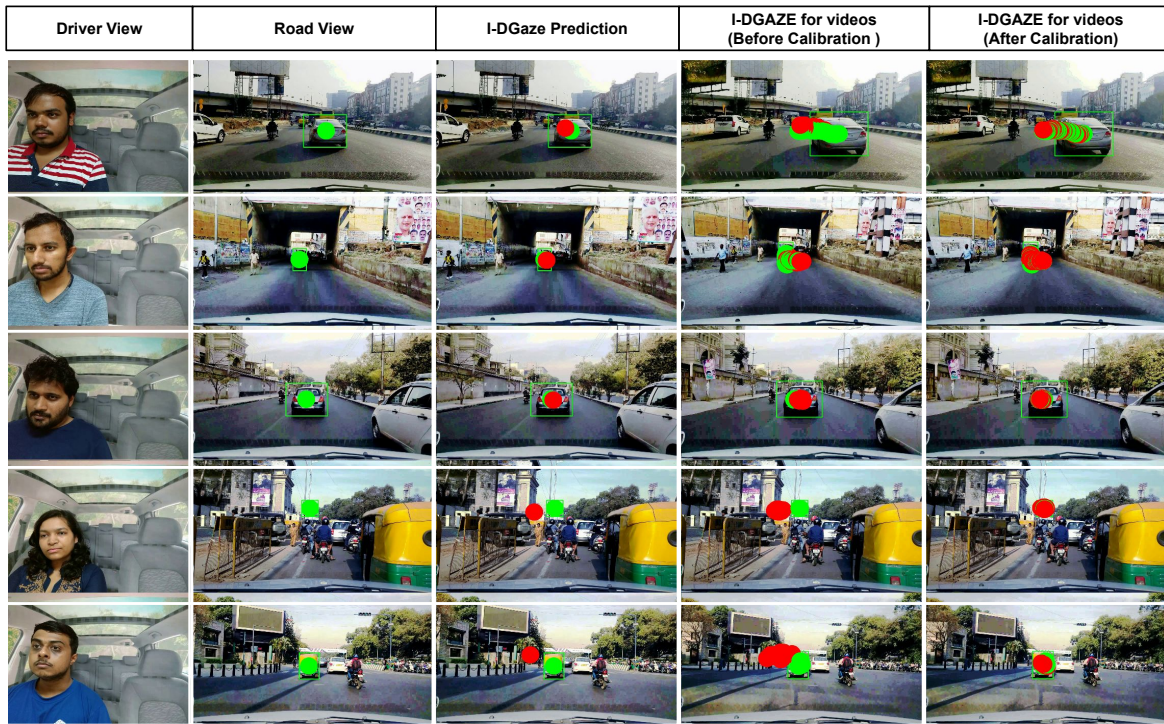 Driver View
Road View
I-DGaze Prediction
I-DGAZE for videos
(Before Calibration )
I-DGAZE for videos
(After Calibration)